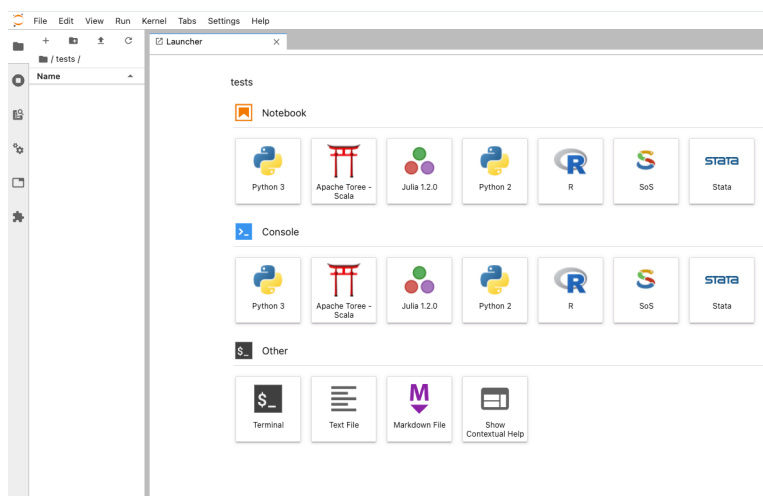 File Edit View Run Kernel Tabs Settings Help
Launcher
/ tests /
Name
tests
Notebook
Python 3
Apache Toree -
Scala
Julia 1.2.0
Python 2
R
R
S
SoS
STaTa
Stata
>_ Console
Python 3
Apache Toree -
Scala
Julia 1.2.0
Python 2
R
R
S
SoS
STaTa
Stata
$_ Other
$_
Terminal
Text File
M
Markdown File
Show
Contextual Help